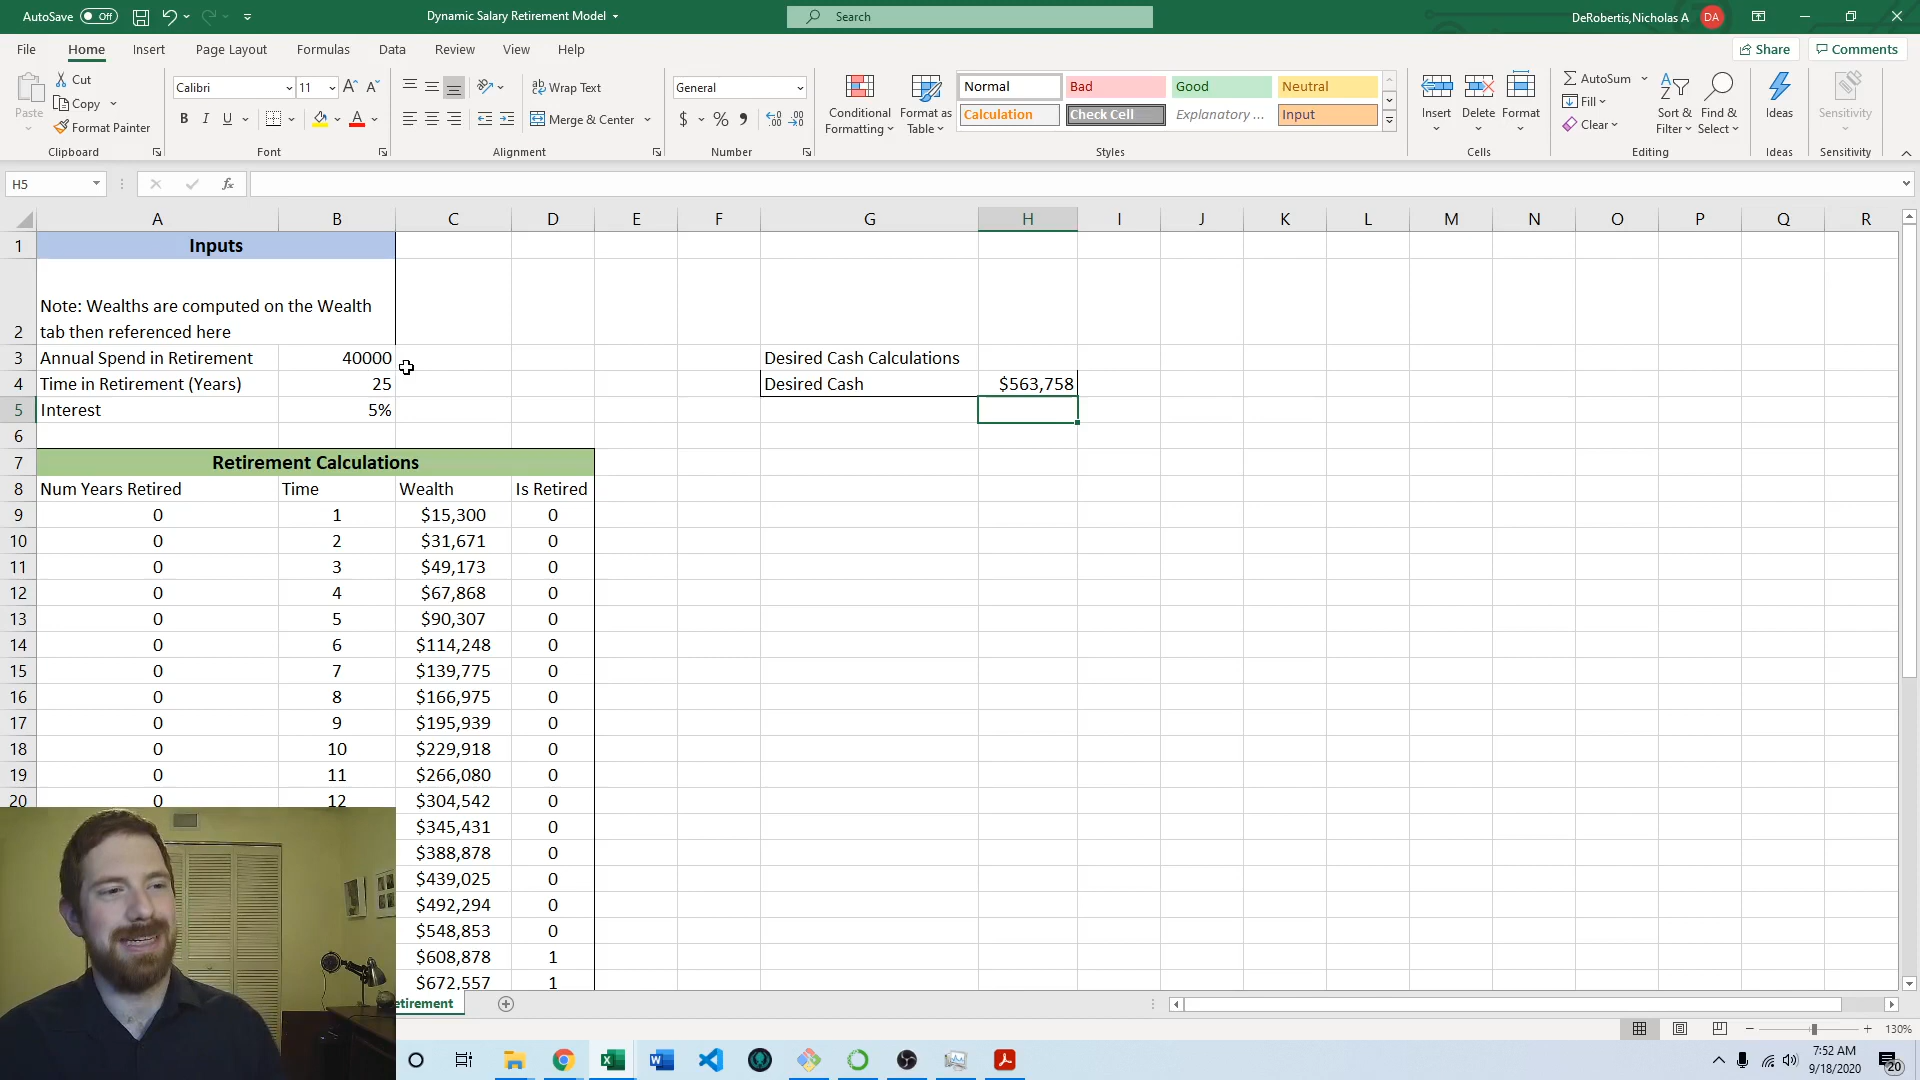 AutoSave Off
Dynamic Salary Retirement Model
Search
DeRobertis,Nicholas A DA
File Home Insert Page Layout Formulas Data Review View Help
Share Comments
Paste
Cut
Copy
Format Painter
Clipboard
Calibri 11
B I U
Font
Wrap Text
Merge & Center
Alignment
General
$ % 9
Number
Conditional Formatting
Format as Table
Normal Bad Good Neutral
Calculation Check Cell Explanatory ... Input
Styles
Insert Delete Format
Cells
AutoSum
Fill
Clear
Sort & Filter
Find & Select
Editing
Ideas
Ideas
Sensitivity
Sensitivity
H5 fx
A B C D E F G H I J K L M N O P Q R
1 Inputs
Note: Wealths are computed on the Wealth
2 tab then referenced here
3 Annual Spend in Retirement 40000 Desired Cash Calculations
4 Time in Retirement (Years) 25 Desired Cash $563,758
5 Interest 5%
6
7 Retirement Calculations
8 Num Years Retired Time Wealth Is Retired
9 0 1 $15,300 0
10 0 2 $31,671 0
11 0 3 $49,173 0
12 0 4 $67,868 0
13 0 5 $90,307 0
14 0 6 $114,248 0
15 0 7 $139,775 0
16 0 8 $166,975 0
17 0 9 $195,939 0
18 0 10 $229,918 0
19 0 11 $266,080 0
20 0 12 $304,542 0
$345,431 0
$388,878 0
$439,025 0
$492,294 0
$548,853 0
$608,878 1
$672,557 1
etirement
130%
7:52 AM
9/18/2020
20